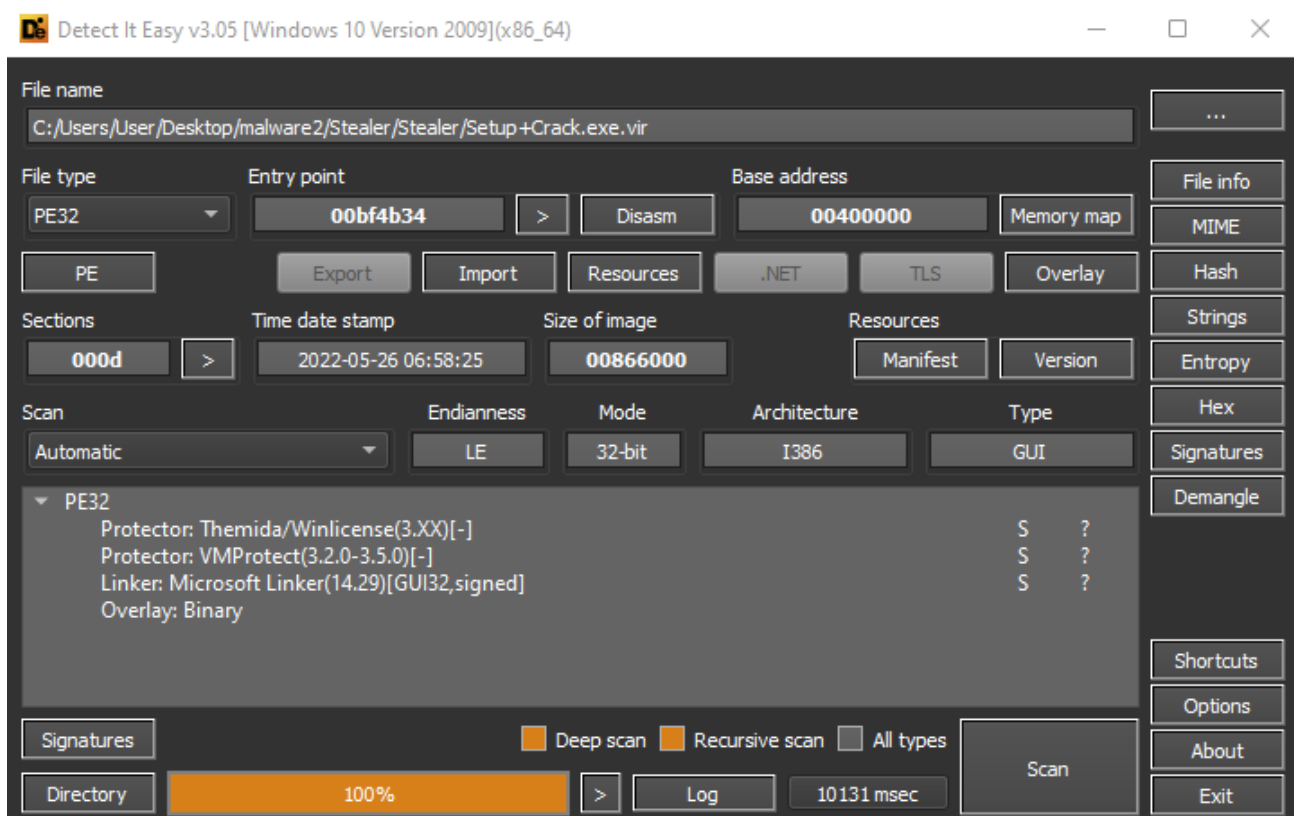 Detect It Easy v3.05 [Windows 10 Version 2009](x86_64)
File name
C:/Users/User/Desktop/malware2/Stealer/Stealer/Setup+Crack.exe.vir
...
File type Entry point Base address
PE32 00bf4b34 > Disasm 00400000 Memory map
File info
MIME
PE Export Import Resources .NET TLS Overlay
Hash
Sections Time date stamp Size of image Resources
Strings
000d > 2022-05-26 06:58:25 00866000 Manifest Version
Entropy
Scan Endianness Mode Architecture Type
Hex
Automatic LE 32-bit I386 GUI
Signatures
PE32
Demangle
Protector: Themida/Winlicense(3.XX)[-] S ?
Protector: VMProtect(3.2.0-3.5.0)[-] S ?
Linker: Microsoft Linker(14.29)[GUI32,signed] S ?
Overlay: Binary
Shortcuts
Options
Signatures Deep scan Recursive scan All types Scan
About
Directory 100% > Log 10131 msec
Exit